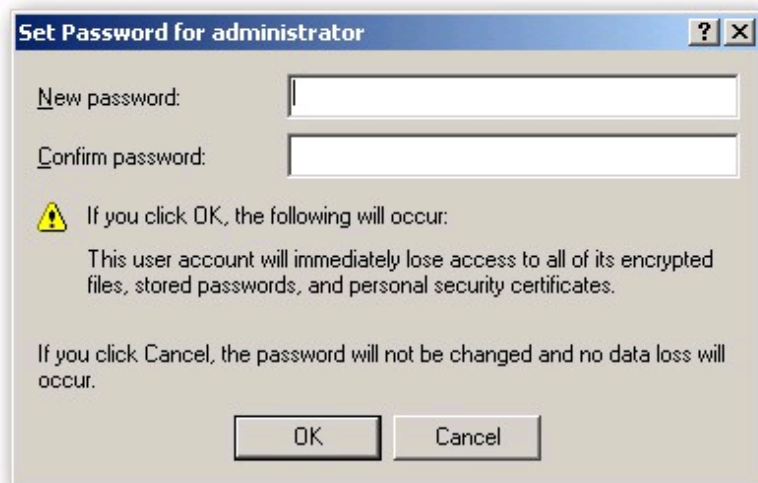 Set Password for administrator
New password:
Confirm password:
If you click OK, the following will occur:
This user account will immediately lose access to all of its encrypted
files, stored passwords, and personal security certificates.
If you click Cancel, the password will not be changed and no data loss will
occur.
OK Cancel